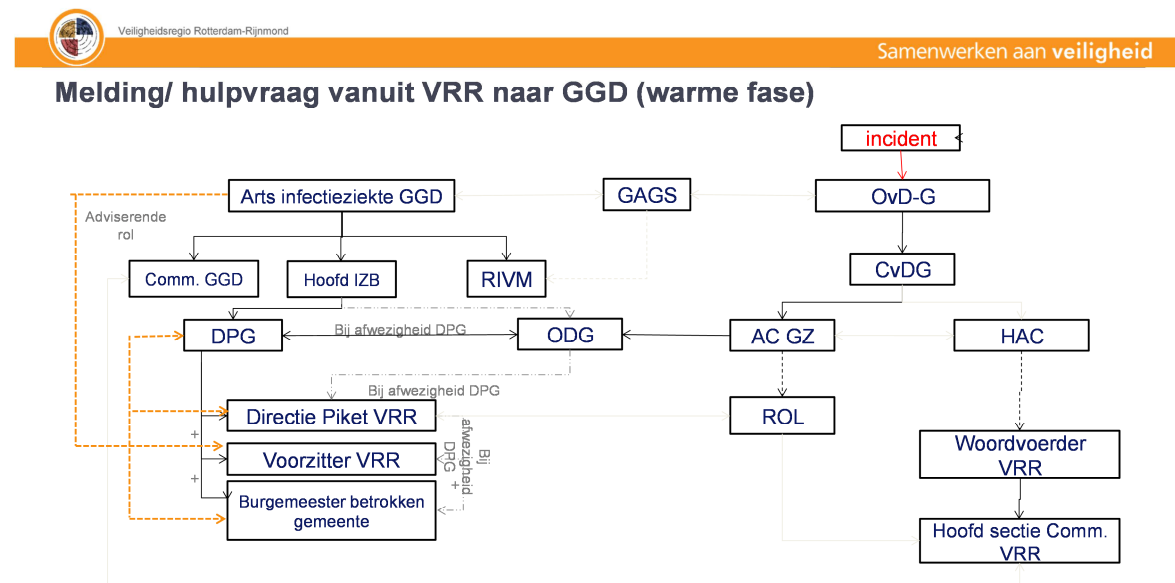 Veiligheidsregio Rotterdam-Rijnmond
Samenwerken aan veiligheid
Melding/ hulpvraag vanuit VRR naar GGD (warme fase)
incident
Arts infectieziekte GGD
GAGS
OvD-G
Adviserende
rol
Comm. GGD
Hoofd IZB
RIVM
CvDG
DPG
Bij afwezigheid DPG
ODG
AC GZ
HAC
Bij afwezigheid DPG
Directie Piket VRR
ROL
+
Voorzitter VRR
Bij
afwezigheid
DPG +
Woordvoerder
VRR
+
Burgemeester betrokken
gemeente
Hoofd sectie Comm.
VRR